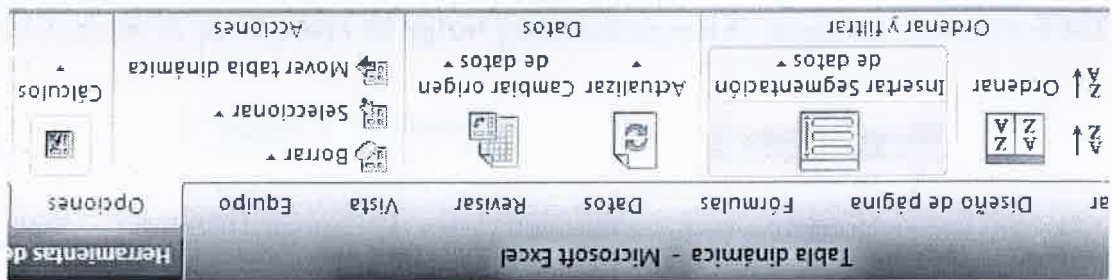 Tabla dinámica - Microsoft Excel Herramientas de
ar Diseño de página Fórmulas Datos Revisar Vista Equipo Opciones
A Z
A Z Z A
Z A
Ordenar
Insertar Segmentación
de datos
Ordenar y filtrar
Actualizar
Cambiar origen
de datos
Datos
Borrar
Seleccionar
Mover tabla dinámica
Acciones
Cálculos